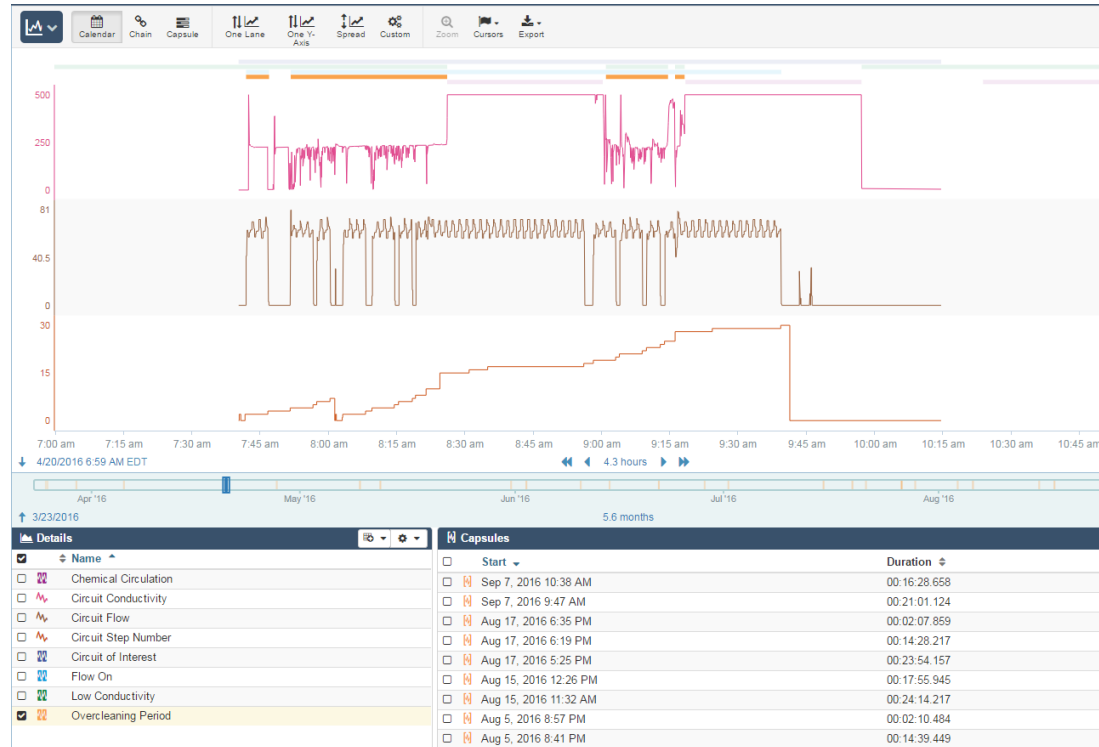 Calendar Chain Capsule One Lane One Y-Axis Spread Custom Zoom Cursors Export
500
250
0
81
40.5
0
30
15
0
7:00 am 7:15 am 7:30 am 7:45 am 8:00 am 8:15 am 8:30 am 8:45 am 9:00 am 9:15 am 9:30 am 9:45 am 10:00 am 10:15 am 10:30 am 10:45 am
4/20/2016 6:59 AM EDT 4.3 hours
Apr '16 May '16 Jun '16 Jul '16 Aug '16
3/23/2016 5.6 months
Details
Name
Chemical Circulation
Circuit Conductivity
Circuit Flow
Circuit Step Number
Circuit of Interest
Flow On
Low Conductivity
Overcleaning Period
Capsules
Start Duration
Sep 7, 2016 10:38 AM 00:16:28.658
Sep 7, 2016 9:47 AM 00:21:01.124
Aug 17, 2016 6:35 PM 00:02:07.859
Aug 17, 2016 6:19 PM 00:14:28.217
Aug 17, 2016 5:25 PM 00:23:54.157
Aug 15, 2016 12:26 PM 00:17:55.945
Aug 15, 2016 11:32 AM 00:24:14.217
Aug 5, 2016 8:57 PM 00:02:10.484
Aug 5, 2016 8:41 PM 00:14:39.449